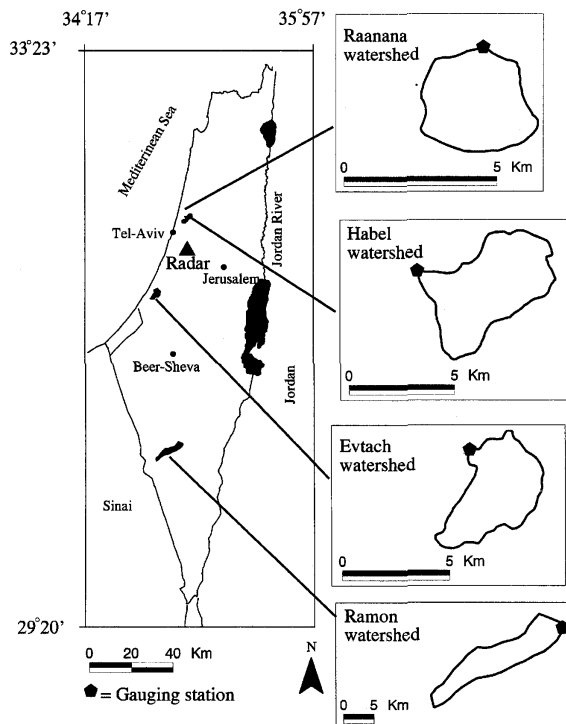 34°17'
35°57'
33°23'
29°20'
Mediterinean Sea
Tel-Aviv
Radar
Jerusalem
Jordan River
Beer-Sheva
Jordan
Sinai
0 20 40 Km
N
= Gauging station
Raanana
watershed
0 5 Km
Habel
watershed
0 5 Km
Evtach
watershed
0 5 Km
Ramon
watershed
0 5 Km